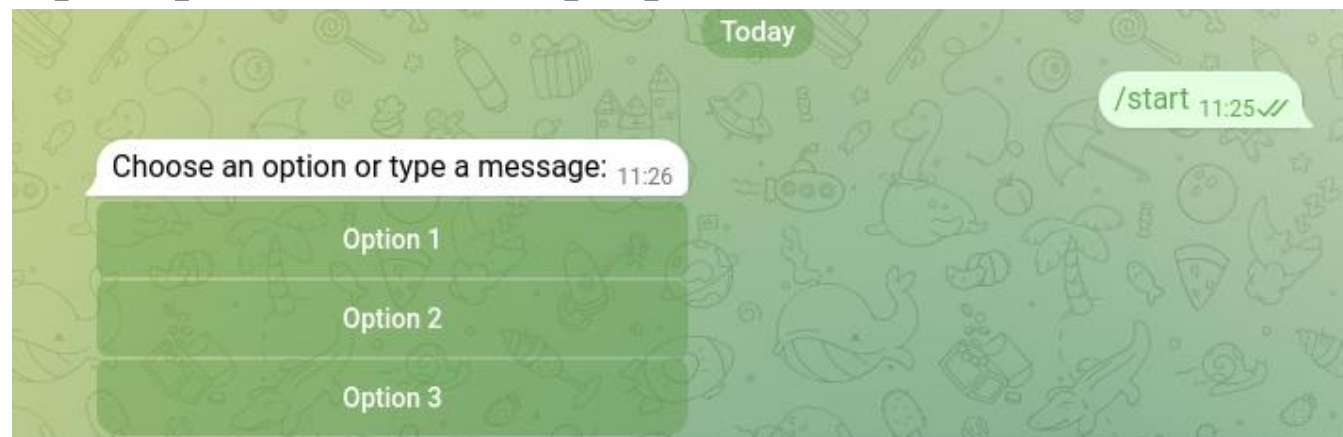 Today
/start 11:25
Choose an option or type a message: 11:26
Option 1
Option 2
Option 3